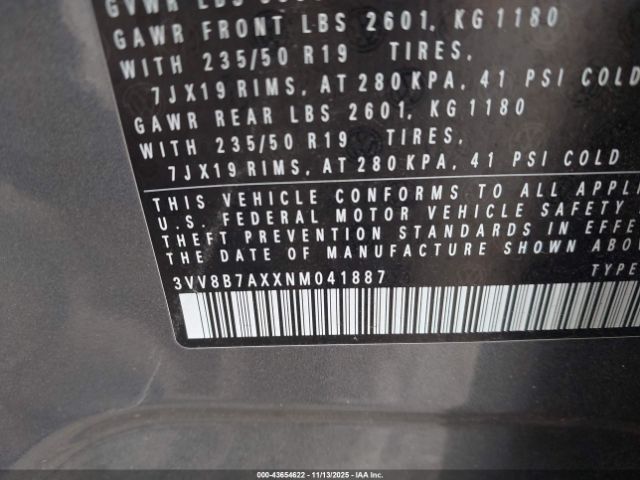 GVWR LBS
GAWR FRONT LBS 2601, KG 1180
WITH 235/50 R19 TIRES,
7JX19 RIMS, AT 280 KPA, 41 PSI COLD
GAWR REAR LBS 2601, KG 1180
WITH 235/50 R19 TIRES,
7JX19 RIMS, AT 280 KPA, 41 PSI COLD
THIS VEHICLE CONFORMS TO ALL APPL
U.S. FEDERAL MOTOR VEHICLE SAFETY
THEFT PREVENTION STANDARDS IN EFFE
THE DATE OF MANUFACTURE SHOWN ABO
3VV8B7AXXNM041887 TYPE
000-43654622 - 11/13/2025 - IAA Inc.